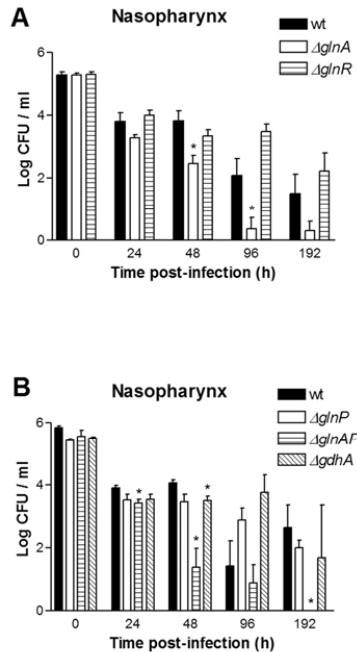 A
Nasopharynx
wt
ΔglnA
ΔglnR
Log CFU / ml
6
4
2
0
0 24 48 96 192
* *
Time post-infection (h)
B
Nasopharynx
wt
ΔglnP
ΔglnAP
ΔgdhA
Log CFU / ml
6
4
2
0
0 24 48 96 192
* * * *
Time post-infection (h)